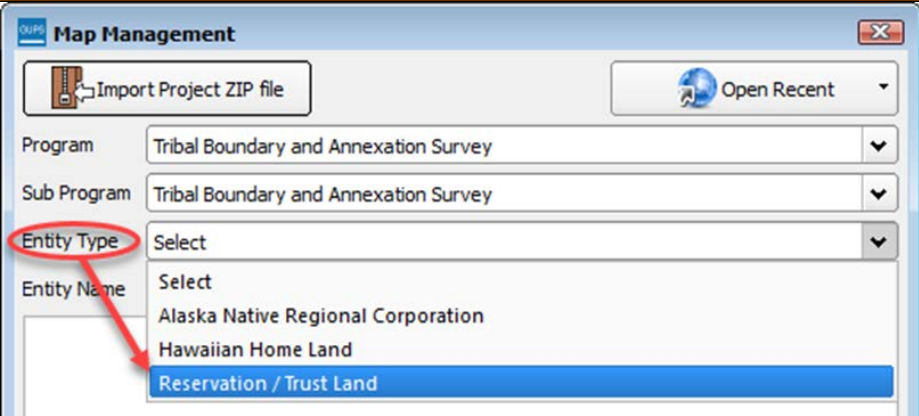 GUPS Map Management
Import Project ZIP file Open Recent
Program Tribal Boundary and Annexation Survey
Sub Program Tribal Boundary and Annexation Survey
Entity Type Select
Select
Entity Name
Alaska Native Regional Corporation
Hawaiian Home Land
Reservation / Trust Land